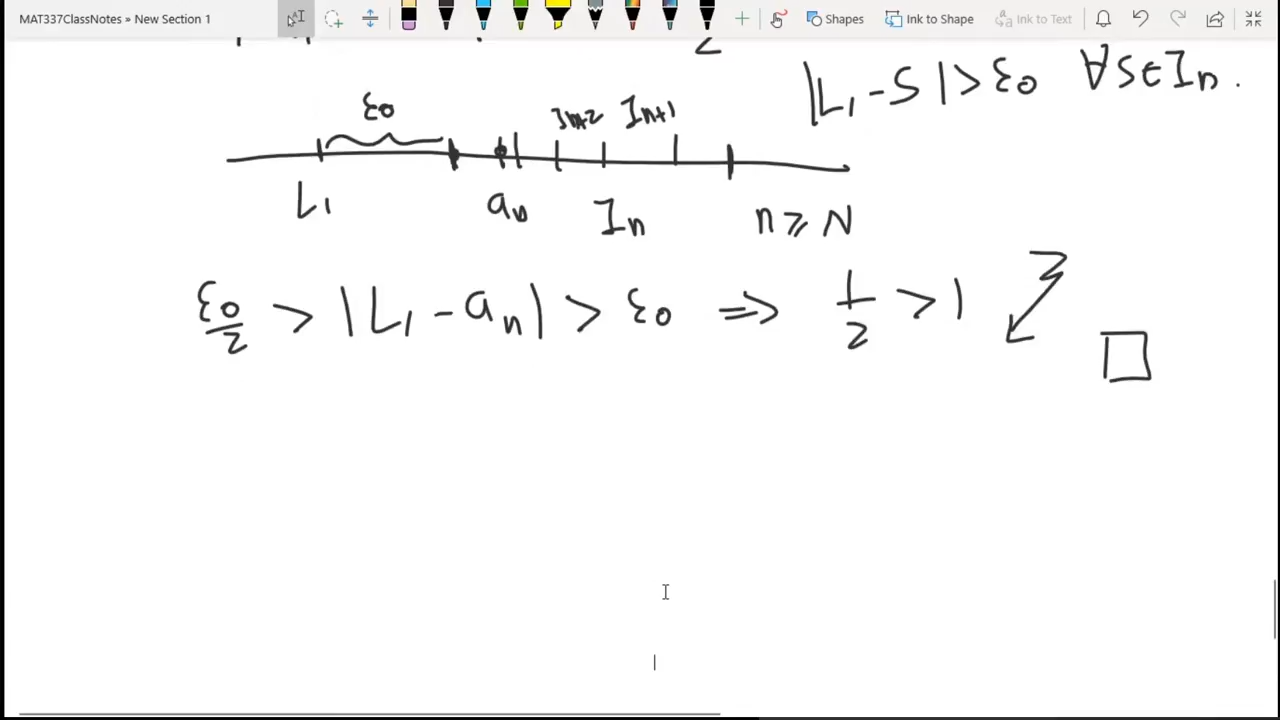 MAT337ClassNotes » New Section 1
Shapes
Ink to Shape
Ink to Text
|L₁ - S| > ε₀ ∀S∈Iₙ.
ε₀ Iₙ₊₂ Iₙ₊₁
L₁ aₙ Iₙ n ⩾ N
ε₀/2 > |L₁ - aₙ| > ε₀ ⇒ 1/2 > 1